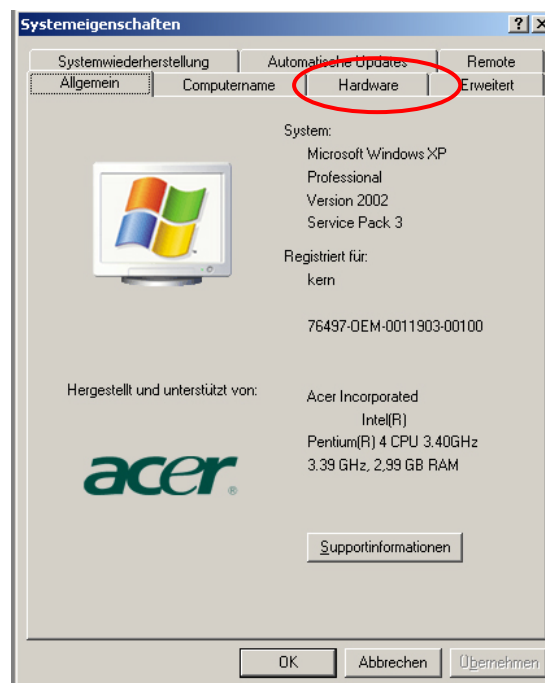 Systemeigenschaften
Systemwiederherstellung Automatische Updates Remote
Allgemein Computername Hardware Erweitert
System:
Microsoft Windows XP
Professional
Version 2002
Service Pack 3
Registriert für:
kern
76497-OEM-0011903-00100
Hergestellt und unterstützt von:
Acer Incorporated
Intel(R)
Pentium(R) 4 CPU 3.40GHz
3.39 GHz, 2,99 GB RAM
acer
Supportinformationen
OK Abbrechen Übernehmen